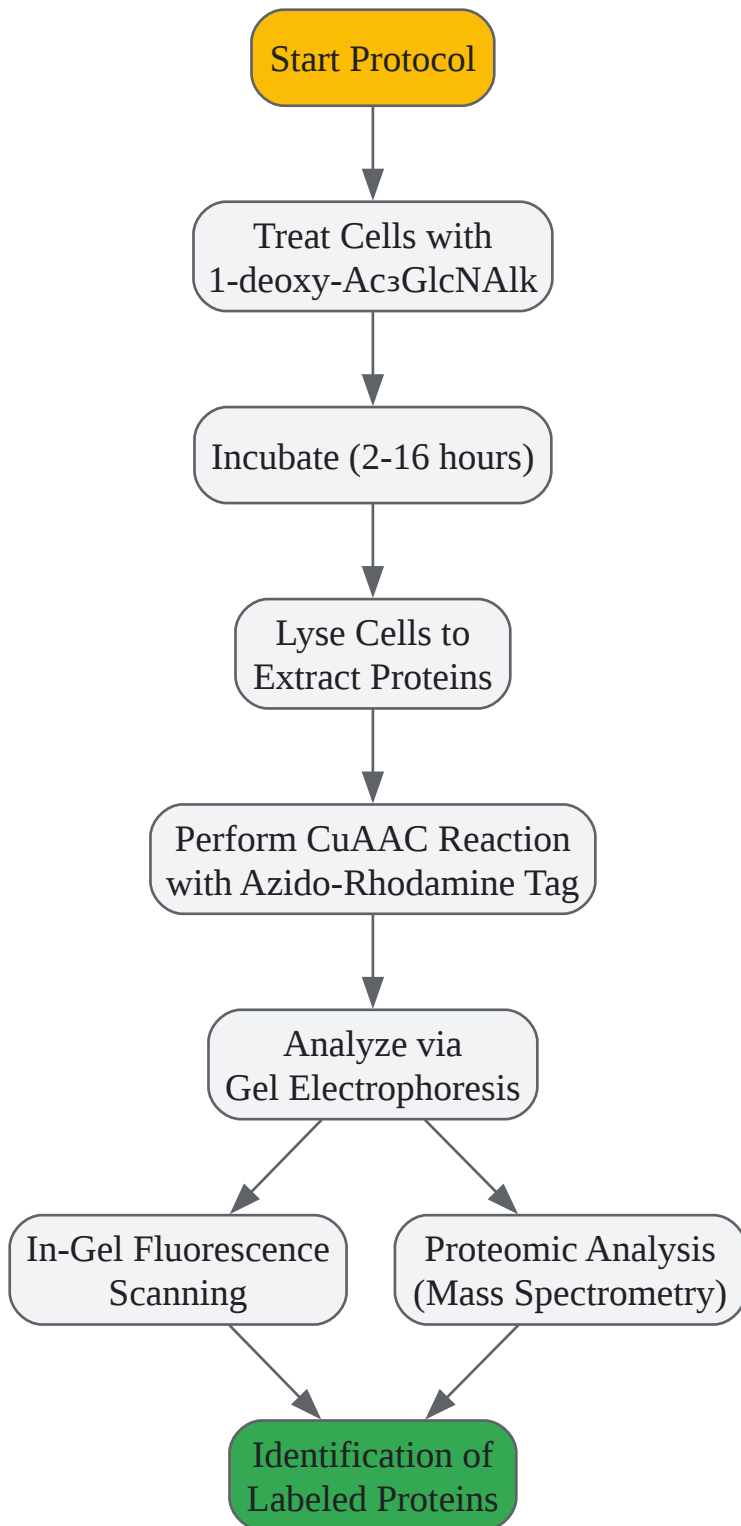 Start Protocol
Treat Cells with
1-deoxy-Ac₃GlcNAlk
Incubate (2-16 hours)
Lyse Cells to
Extract Proteins
Perform CuAAC Reaction
with Azido-Rhodamine Tag
Analyze via
Gel Electrophoresis
In-Gel Fluorescence
Scanning
Proteomic Analysis
(Mass Spectrometry)
Identification of
Labeled Proteins